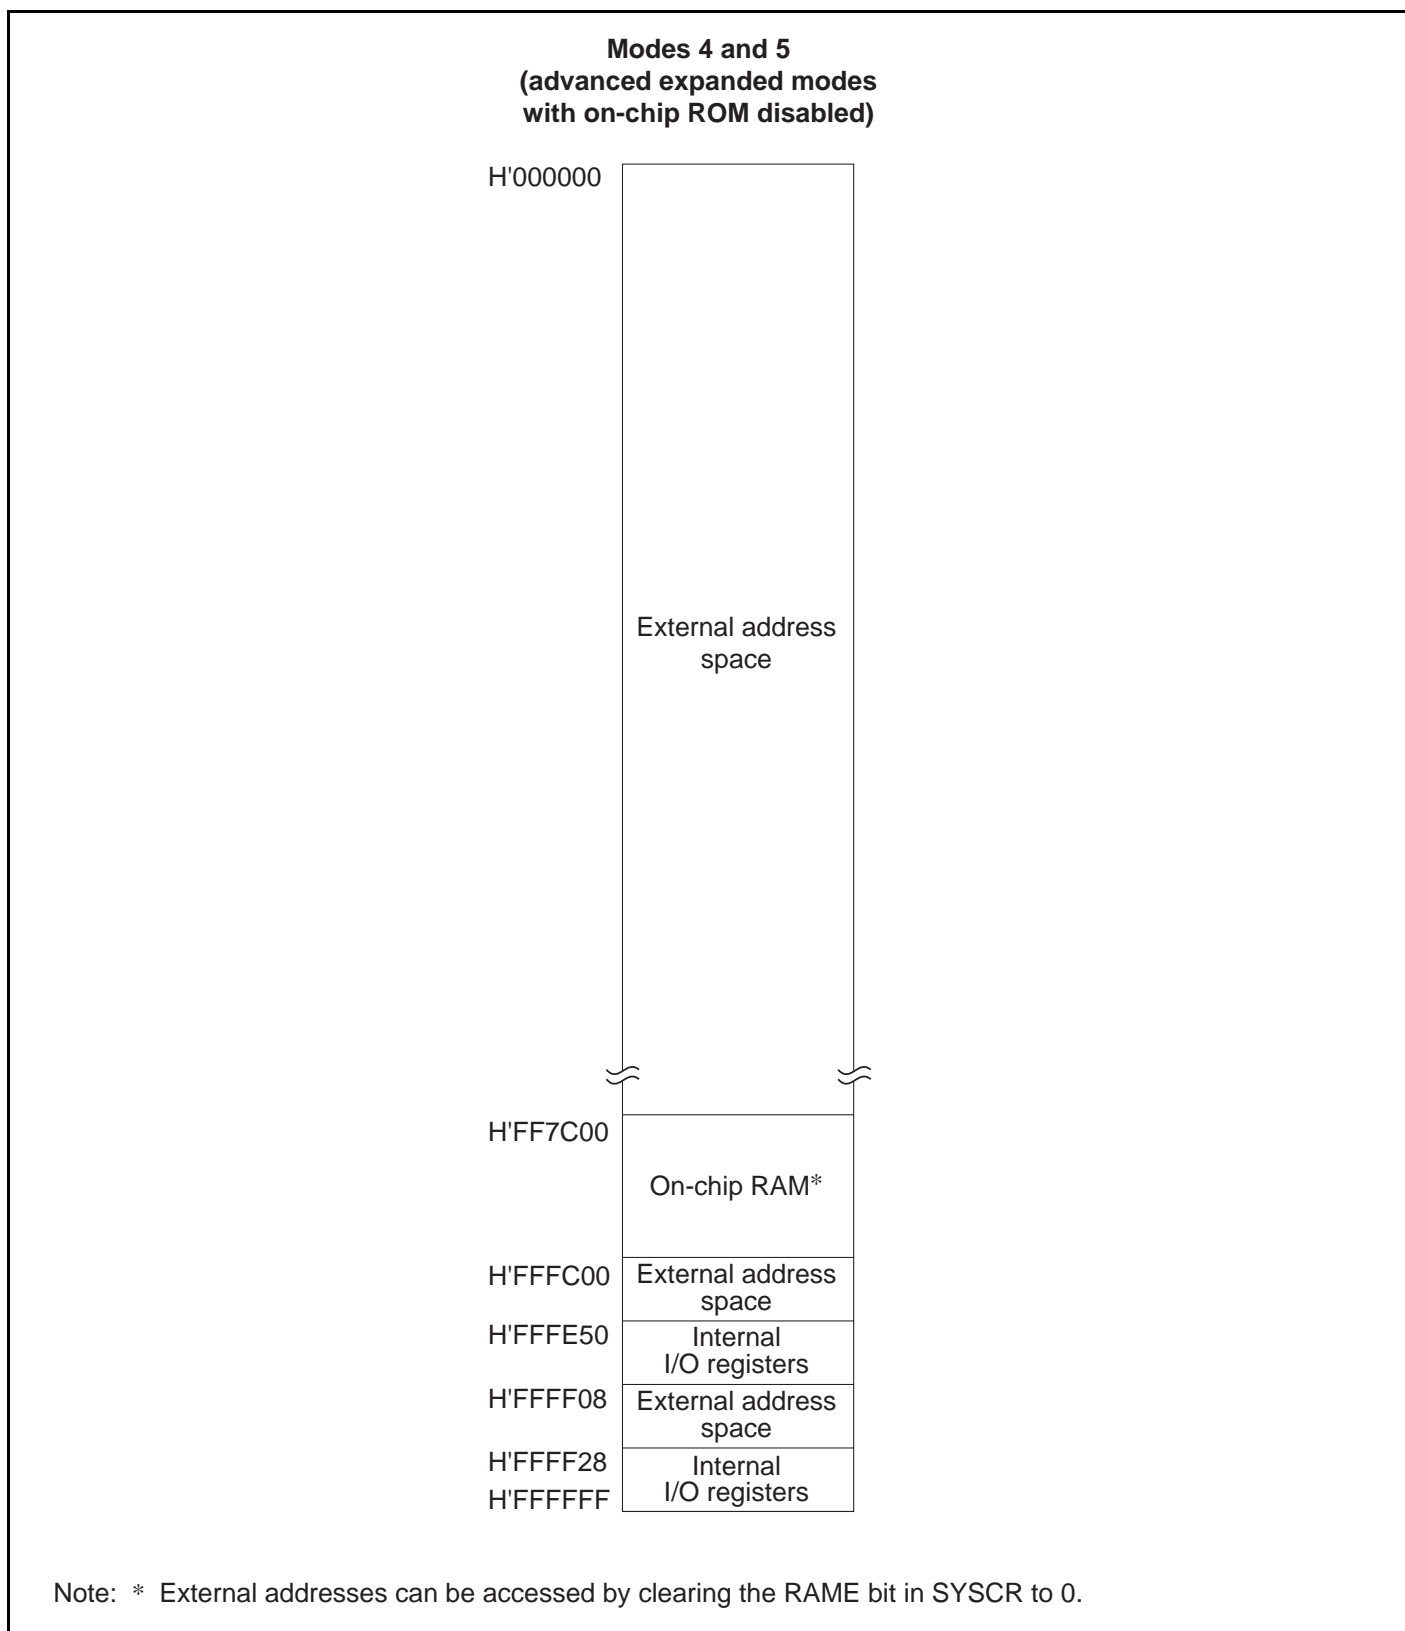 Modes 4 and 5
(advanced expanded modes
with on-chip ROM disabled)
H'000000
External address
space
H'FF7C00
On-chip RAM*
H'FFFC00
External address
space
H'FFFE50
Internal
I/O registers
H'FFFF08
External address
space
H'FFFF28
Internal
I/O registers
H'FFFFFF
Note: * External addresses can be accessed by clearing the RAME bit in SYSCR to 0.